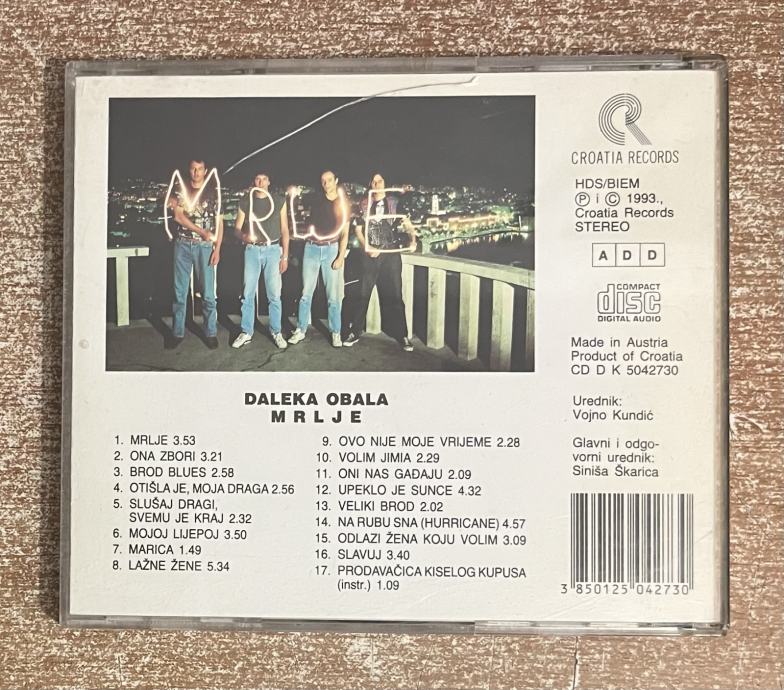 MRLJE
DALEKA OBALA
MRLJE
1. MRLJE 3.53
2. ONA ZBORI 3.21
3. BROD BLUES 2.58
4. OTIŠLA JE, MOJA DRAGA 2.56
5. SLUŠAJ DRAGI,
SVEMU JE KRAJ 2.32
6. MOJOJ LIJEPOJ 3.50
7. MARICA 1.49
8. LAŽNE ŽENE 5.34
9. OVO NIJE MOJE VRIJEME 2.28
10. VOLIM JIMIA 2.29
11. ONI NAS GAĐAJU 2.09
12. UPEKLO JE SUNCE 4.32
13. VELIKI BROD 2.02
14. NA RUBU SNA (HURRICANE) 4.57
15. ODLAZI ŽENA KOJU VOLIM 3.09
16. SLAVUJ 3.40
17. PRODAVAČICA KISELOG KUPUSA
(instr.) 1.09
CROATIA RECORDS
HDS/BIEM
Ⓟ i © 1993.,
Croatia Records
STEREO
A D D
COMPACT
disc
DIGITAL AUDIO
Made in Austria
Product of Croatia
CD D K 5042730
Urednik:
Vojno Kundić
Glavni i odgo-
vorni urednik:
Siniša Škarica
3 850125 042730